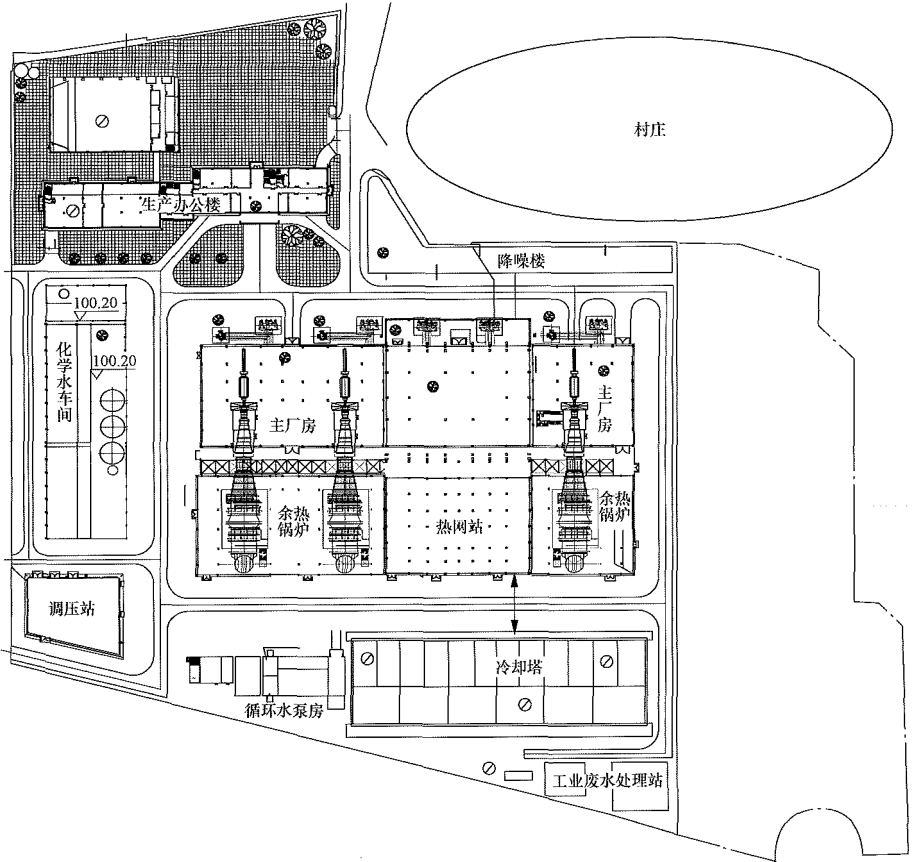 村庄
生产办公楼
降噪楼
100.20
100.20
化学水车间
主厂房
主厂房
余热
锅炉
热网站
余热
锅炉
调压站
冷却塔
循环水泵房
工业废水处理站